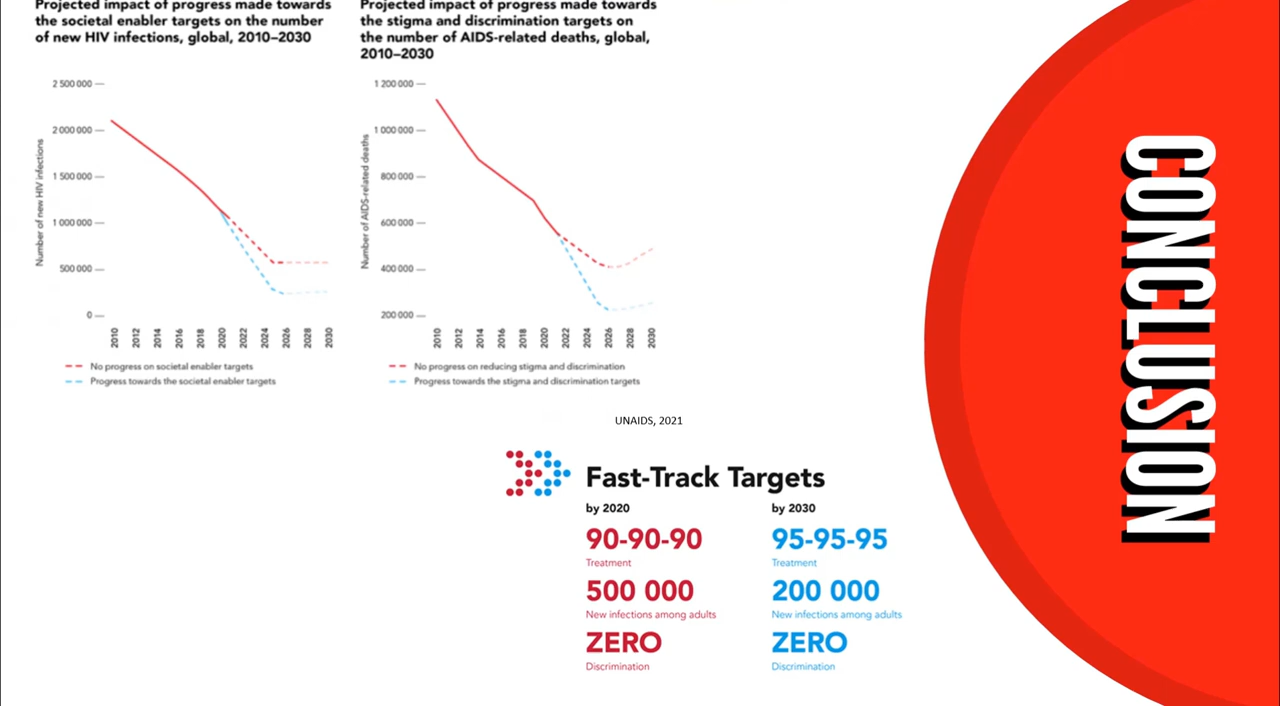 Projected impact of progress made towards
the societal enabler targets on the number
of new HIV infections, global, 2010–2030
Number of new HIV infections
2 500 000
2 000 000
1 500 000
1 000 000
500 000
0
2010 2012 2014 2016 2018 2020 2022 2024 2026 2028 2030
No progress on societal enabler targets
Progress towards the societal enabler targets
Projected impact of progress made towards
the stigma and discrimination targets on
the number of AIDS-related deaths, global,
2010–2030
Number of AIDS-related deaths
1 200 000
1 000 000
800 000
600 000
400 000
200 000
2010 2012 2014 2016 2018 2020 2022 2024 2026 2028 2030
No progress on reducing stigma and discrimination
Progress towards the stigma and discrimination targets
UNAIDS, 2021
Fast-Track Targets
by 2020
90-90-90
Treatment
500 000
New infections among adults
ZERO
Discrimination
by 2030
95-95-95
Treatment
200 000
New infections among adults
ZERO
Discrimination
CONCLUSION